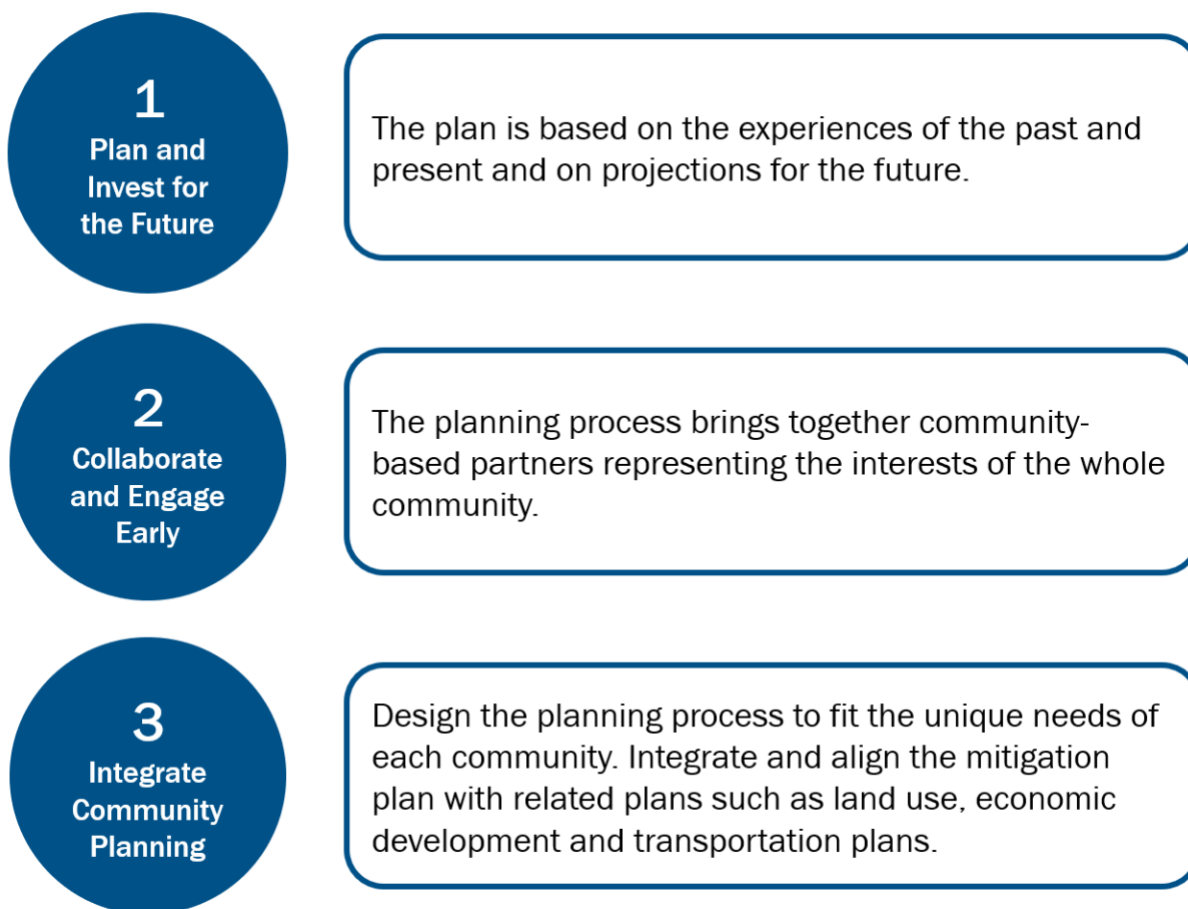 1
Plan and
Invest for
the Future
The plan is based on the experiences of the past and
present and on projections for the future.
2
Collaborate
and Engage
Early
The planning process brings together community-
based partners representing the interests of the whole
community.
3
Integrate
Community
Planning
Design the planning process to fit the unique needs of
each community. Integrate and align the mitigation
plan with related plans such as land use, economic
development and transportation plans.